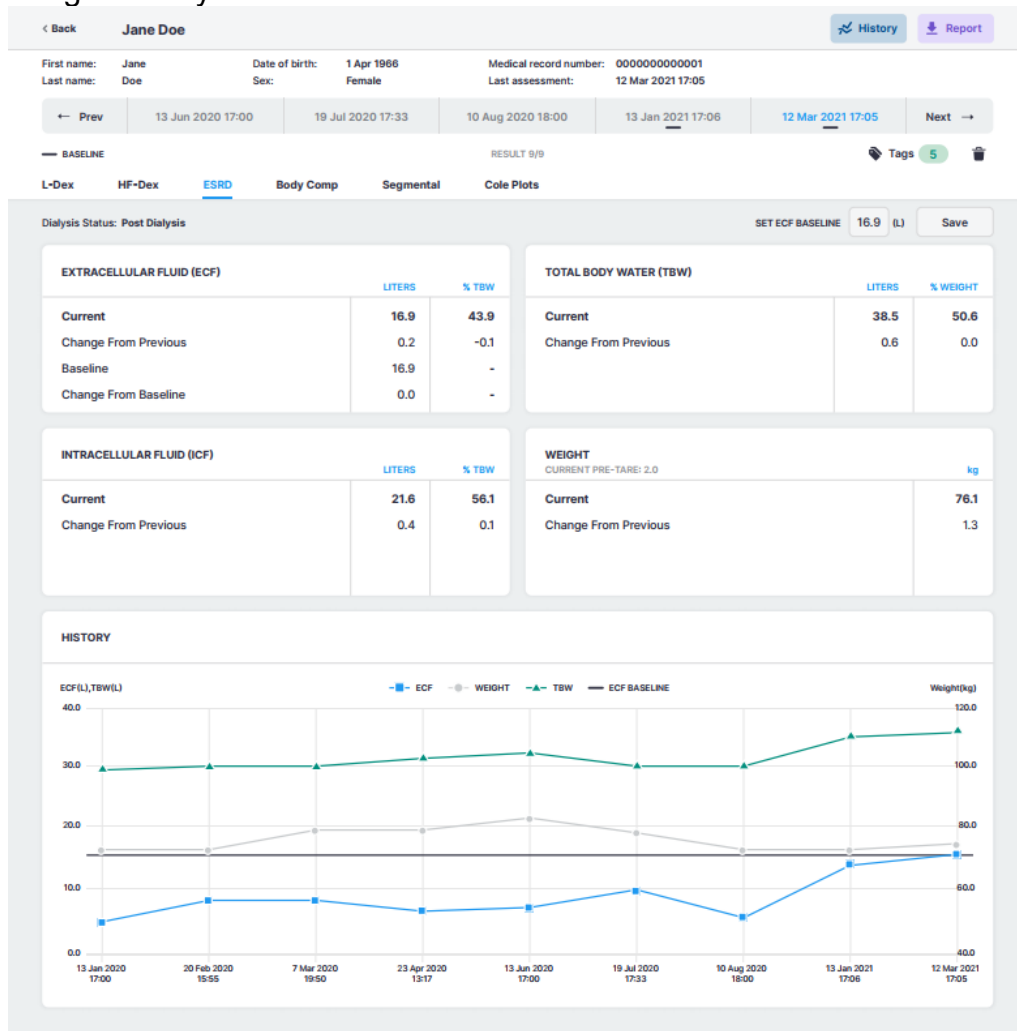 < Back Jane Doe History Report
First name: Jane Date of birth: 1 Apr 1966 Medical record number: 0000000000001
Last name: Doe Sex: Female Last assessment: 12 Mar 2021 17:05
← Prev 13 Jun 2020 17:00 19 Jul 2020 17:33 10 Aug 2020 18:00 13 Jan 2021 17:06 12 Mar 2021 17:05 Next →
BASELINE RESULT 9/9 Tags 5
L-Dex HF-Dex ESRD Body Comp Segmental Cole Plots
Dialysis Status: Post Dialysis SET ECF BASELINE 16.9 (L) Save
EXTRACELLULAR FLUID (ECF)
LITERS % TBW
Current 16.9 43.9
Change From Previous 0.2 -0.1
Baseline 16.9 -
Change From Baseline 0.0 -
TOTAL BODY WATER (TBW)
LITERS % WEIGHT
Current 38.5 50.6
Change From Previous 0.6 0.0
INTRACELLULAR FLUID (ICF)
LITERS % TBW
Current 21.6 56.1
Change From Previous 0.4 0.1
WEIGHT
CURRENT PRE-TARE: 2.0 kg
Current 76.1
Change From Previous 1.3
HISTORY
ECF(L),TBW(L) ECF WEIGHT TBW ECF BASELINE Weight(kg)
40.0 120.0
30.0 100.0
20.0 80.0
10.0 60.0
0.0 40.0
13 Jan 2020 20 Feb 2020 7 Mar 2020 23 Apr 2020 13 Jun 2020 19 Jul 2020 10 Aug 2020 13 Jan 2021 12 Mar 2021
17:00 15:55 19:50 13:17 17:00 17:33 18:00 17:06 17:05